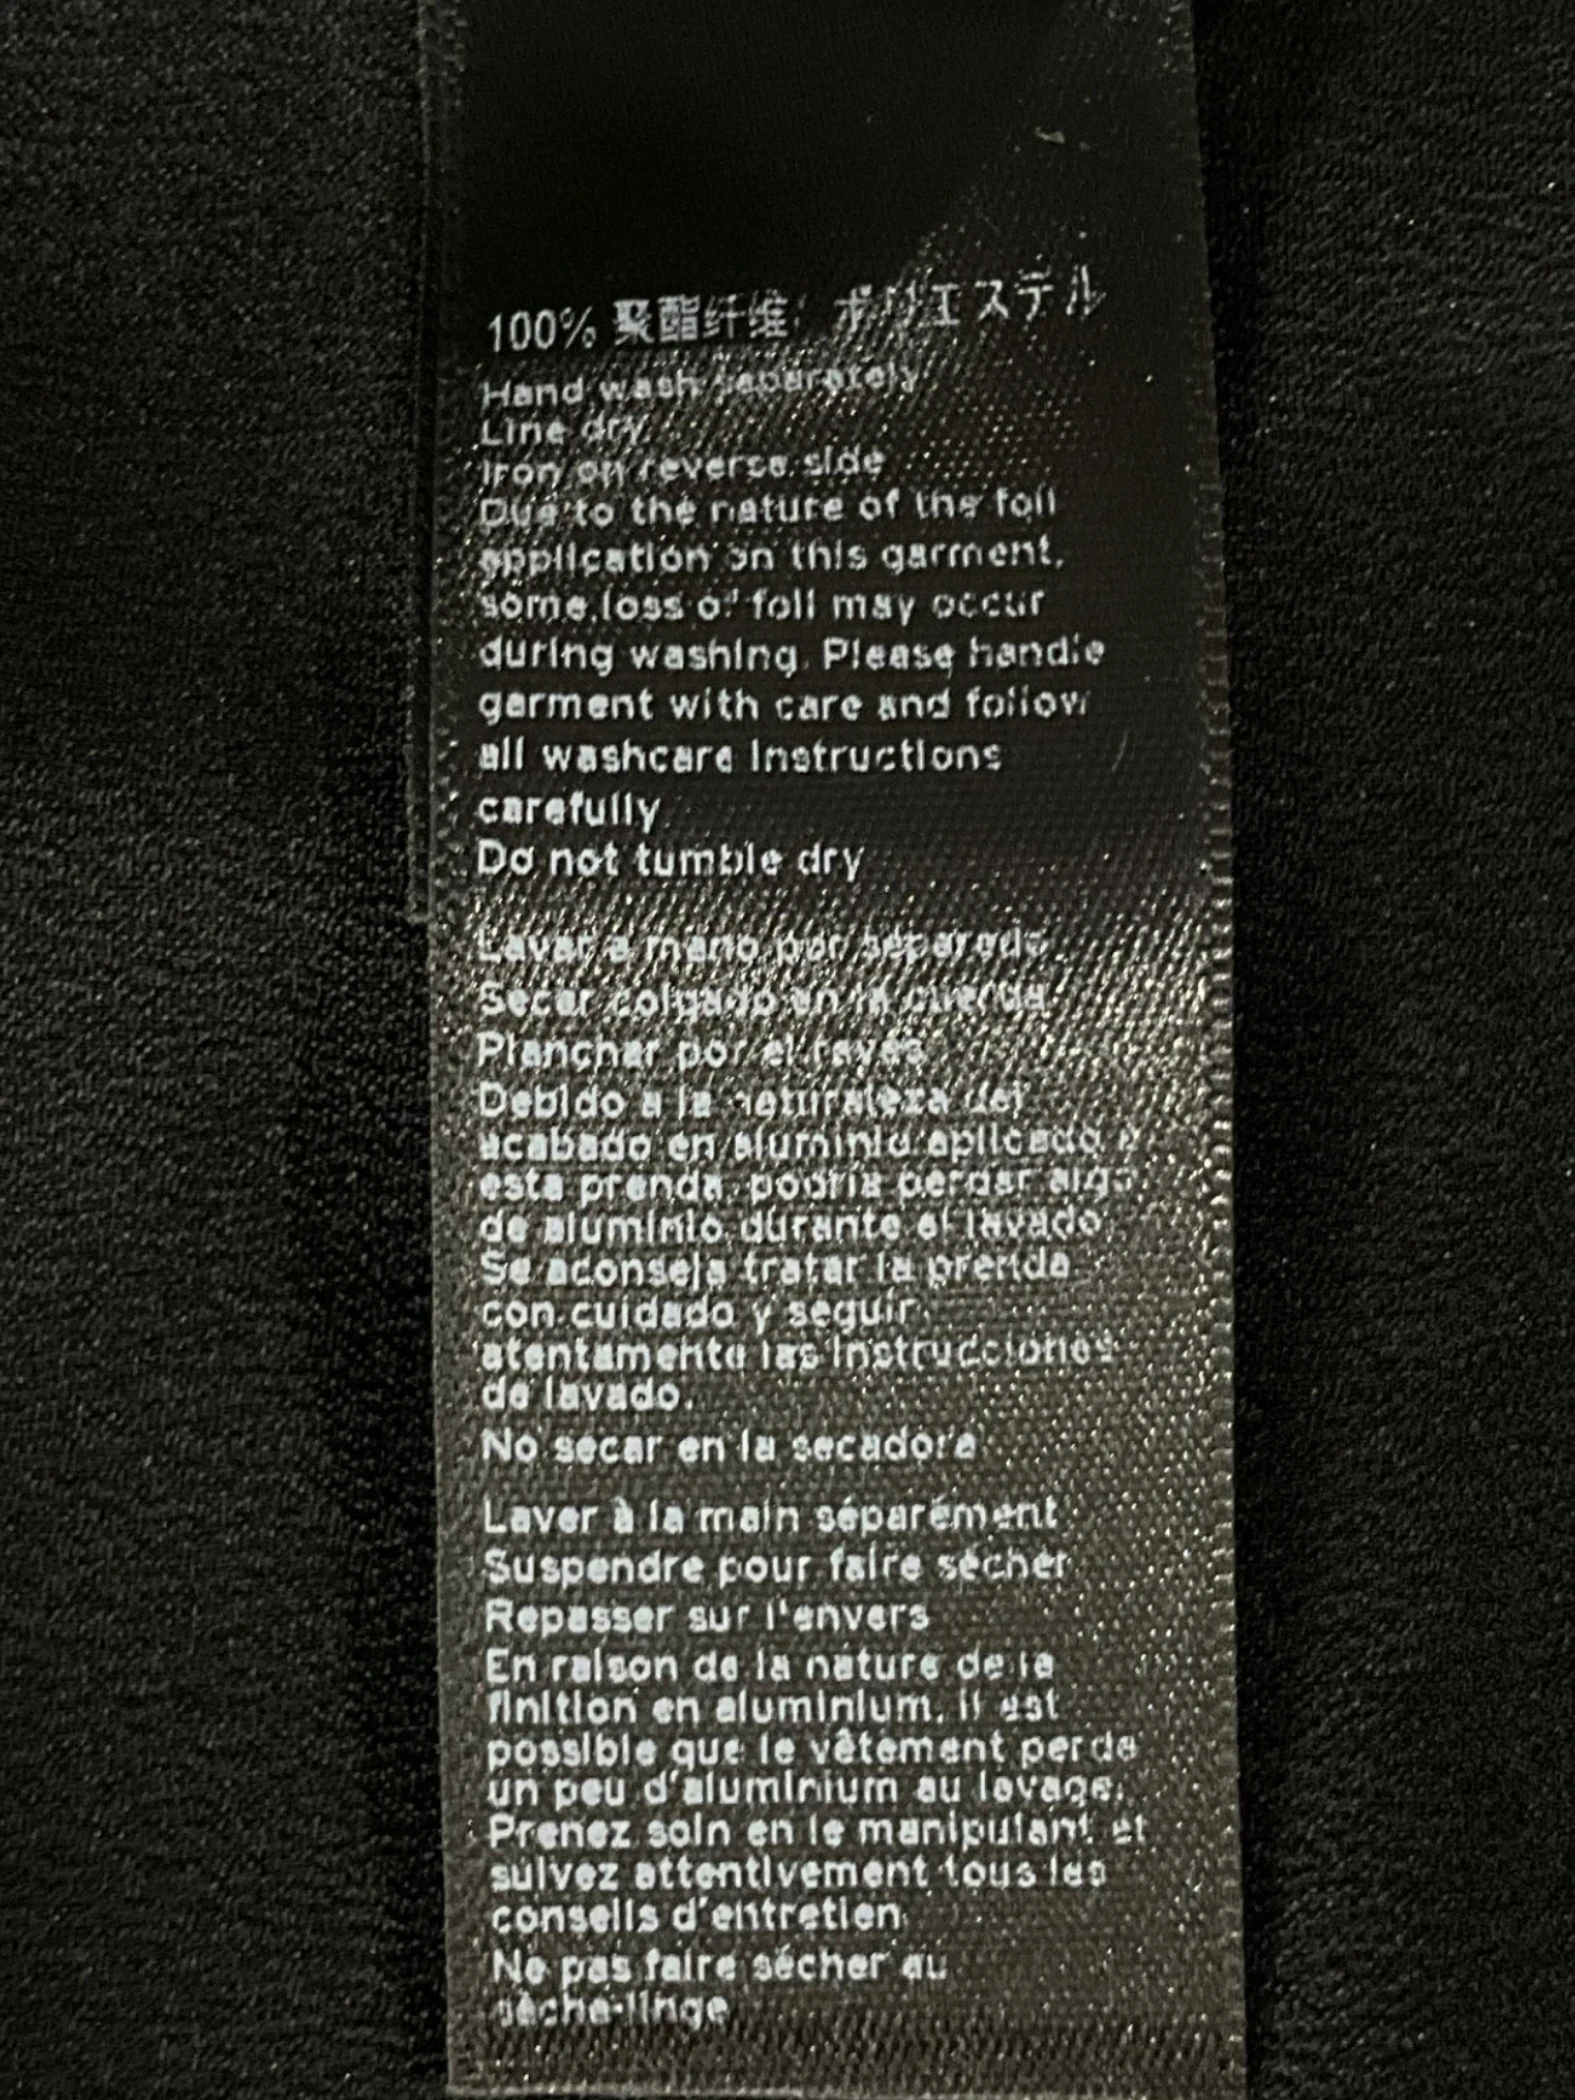 100% 聚酯纤维; ポリエステル
Hand wash separately
Line dry
Iron on reverse side
Due to the nature of the foil
application on this garment,
some loss of foil may occur
during washing. Please handle
garment with care and follow
all washcare instructions
carefully.
Do not tumble dry
Lavar a mano por separado
Secar colgado en la cuerda
Planchar por el revés
Debido a la naturaleza del
acabado en aluminio aplicado a
esta prenda, podría perder algo
de aluminio durante el lavado.
Se aconseja tratar la prenda
con cuidado y seguir
atentamente las instrucciones
de lavado.
No secar en la secadora
Laver à la main séparément
Suspendre pour faire sécher
Repasser sur l'envers
En raison de la nature de la
finition en aluminium, il est
possible que le vêtement perde
un peu d'aluminium au lavage.
Prenez soin en le manipulant et
suivez attentivement tous les
conseils d'entretien.
Ne pas faire sécher au
sèche-linge